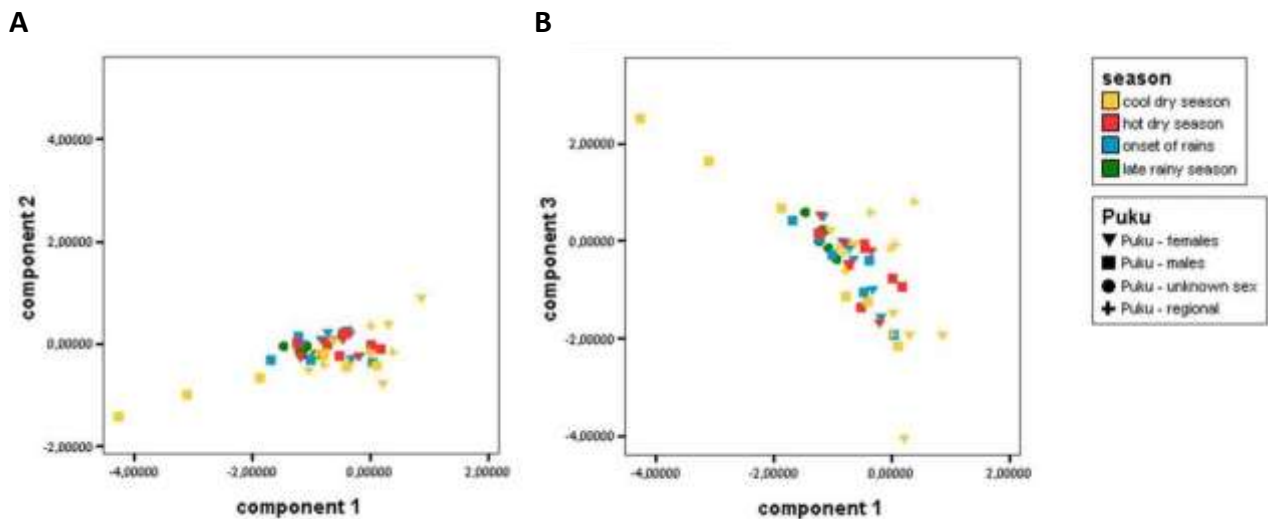 A
B
4,00000
2,00000
0,00000
-2,00000
component 2
-4,00000 -2,00000 0,00000 2,00000
component 1
2,00000
0,00000
-2,00000
-4,00000
component 3
-4,00000 -2,00000 0,00000 2,00000
component 1
season
cool dry season
hot dry season
onset of rains
late rainy season
Puku
Puku - females
Puku - males
Puku - unknown sex
Puku - regional